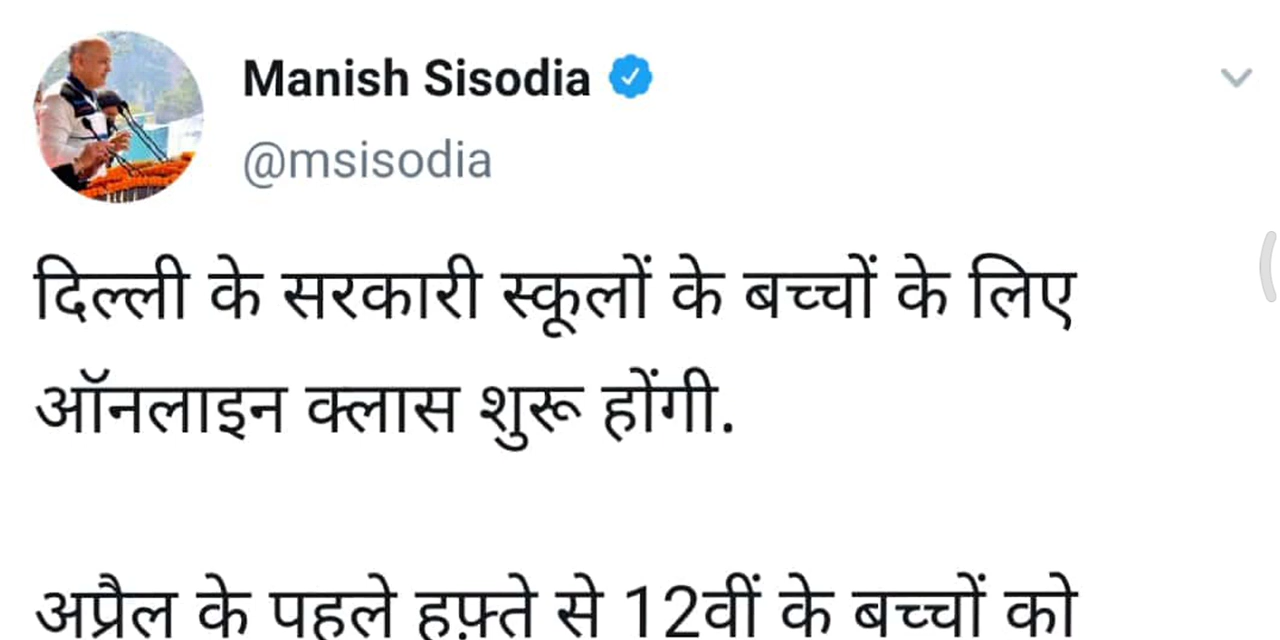 Manish Sisodia
@msisodia
दिल्ली के सरकारी स्कूलों के बच्चों के लिए
ऑनलाइन क्लास शुरू होंगी.
अप्रैल के पहले हफ़्ते से 12वीं के बच्चों को